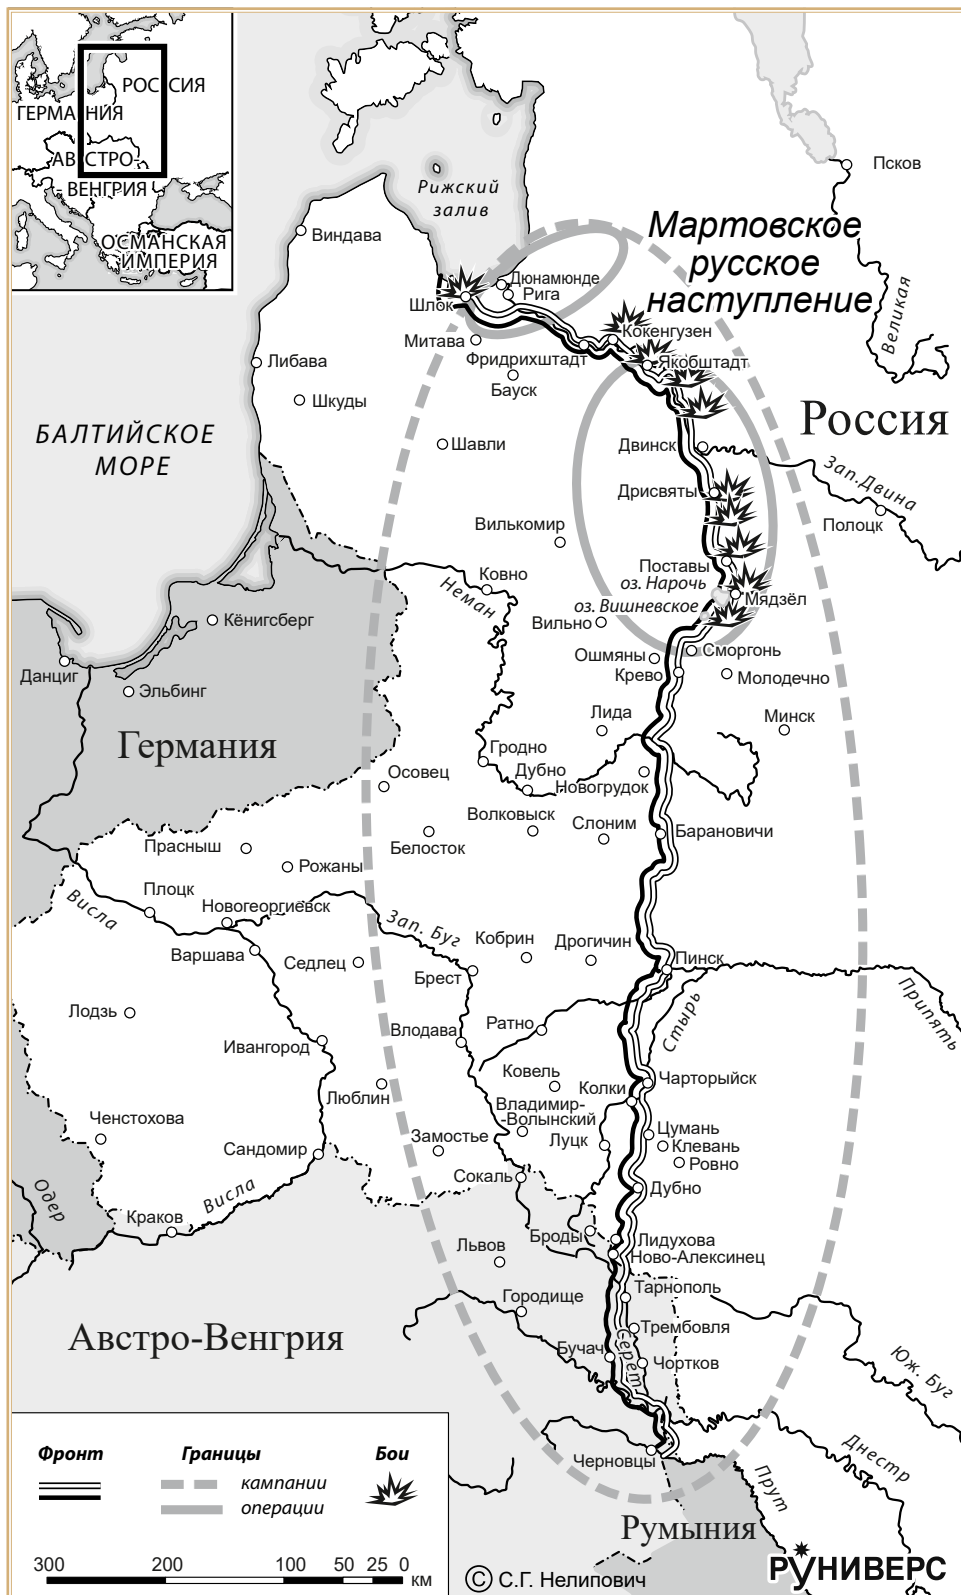 РОССИЯ
ГЕРМАНИЯ
АВСТРО-
ВЕНГРИЯ
ОСМАНСКАЯ
ИМПЕРИЯ
Псков
Рижский
залив
Виндава
Мартовское
русское
наступление
Великая
Дюнамюнде
Рига
Шлок
Кокенгузен
Митава
Фридрихштадт
Якобштадт
Либава
Бауск
Шкуды
Россия
БАЛТИЙСКОЕ
МОРЕ
Шавли
Двинск
Зап.Двина
Дрисвяты
Полоцк
Вилькомир
Поставы
Ковно
оз. Нарочь
Неман
Мядзёл
оз. Вишневское
Кёнигсберг
Вильно
Сморгонь
Ошмяны
Данциг
Крево
Молодечно
Эльбинг
Лида
Минск
Германия
Гродно
Осовец
Дубно
Новогрудок
Волковыск
Слоним
Барановичи
Прасныш
Белосток
Рожаны
Плоцк
Висла
Новогеоргиевск
Зап. Буг
Варшава
Седлец
Кобрин
Дрогичин
Пинск
Брест
Стырь
Припять
Лодзь
Ратно
Влодава
Ивангород
Ковель
Чарторыйск
Люблин
Колки
Владимир-
-Волынский
Ченстохова
Цумань
Замостье
Луцк
Клевань
Сандомир
Ровно
Сокаль
Одер
Висла
Дубно
Краков
Броды
Лидухова
Львов
Ново-Алексинец
Тарнополь
Городище
Австро-Венгрия
Трембовля
Бучач
Серет
Чортков
Юж. Буг
Днестр
Черновцы
Прут
Румыния
Фронт
Границы
Бои
кампании
операции
300 200 100 50 25 0
км
© С.Г. Нелипович
РУНИВЕРС